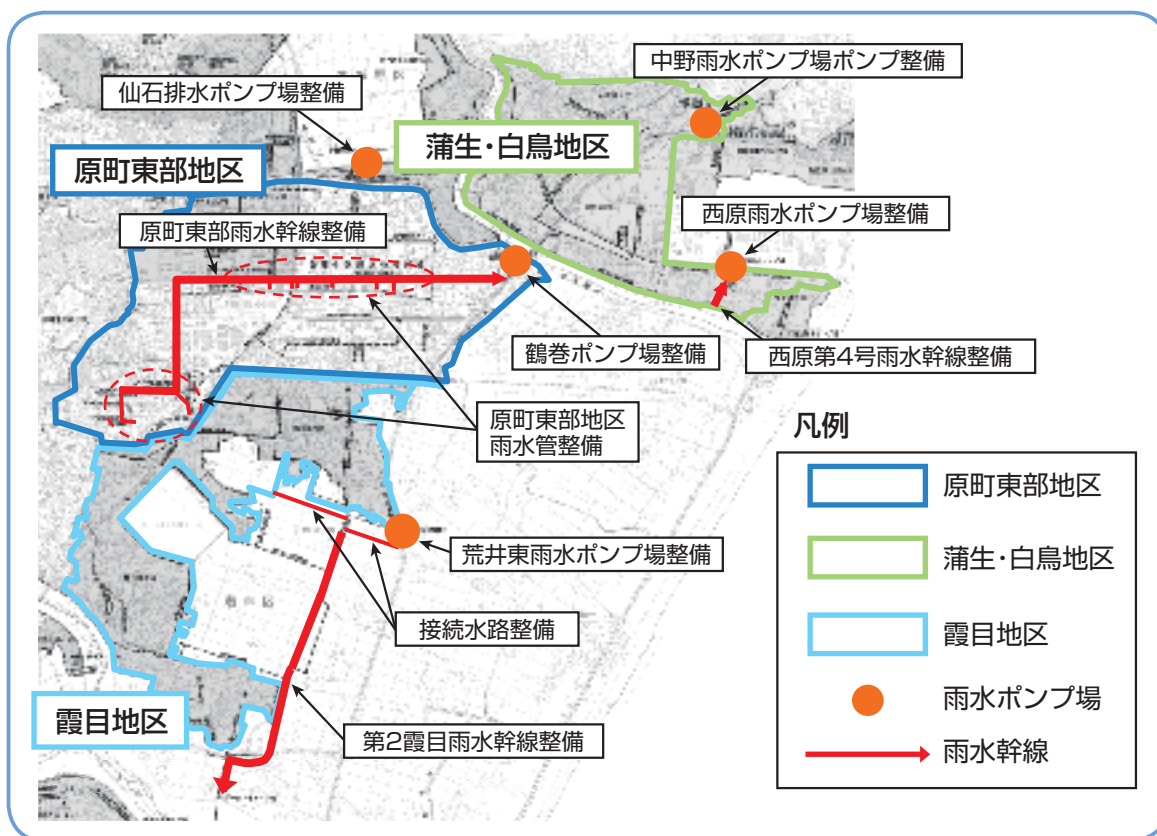 中野雨水ポンプ場ポンプ整備
仙石排水ポンプ場整備
蒲生・白鳥地区
原町東部地区
西原雨水ポンプ場整備
原町東部雨水幹線整備
鶴巻ポンプ場整備
西原第4号雨水幹線整備
原町東部地区
雨水管整備
凡例
原町東部地区
荒井東雨水ポンプ場整備
蒲生・白鳥地区
接続水路整備
霞目地区
霞目地区
雨水ポンプ場
第2霞目雨水幹線整備
雨水幹線